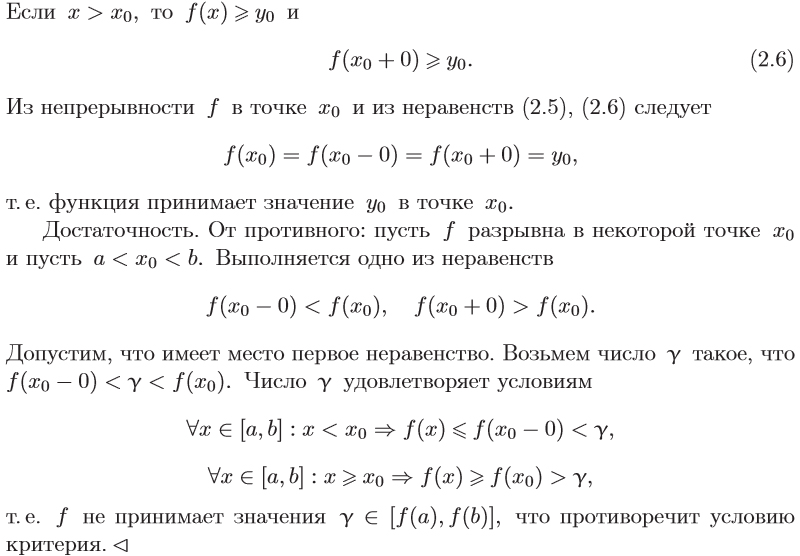 Если x > x₀, то f(x) ⩾ y₀ и
f(x₀ + 0) ⩾ y₀. (2.6)
Из непрерывности f в точке x₀ и из неравенств (2.5), (2.6) следует
f(x₀) = f(x₀ − 0) = f(x₀ + 0) = y₀,
т. е. функция принимает значение y₀ в точке x₀.
Достаточность. От противного: пусть f разрывна в некоторой точке x₀
и пусть a < x₀ < b. Выполняется одно из неравенств
f(x₀ − 0) < f(x₀), f(x₀ + 0) > f(x₀).
Допустим, что имеет место первое неравенство. Возьмем число γ такое, что
f(x₀ − 0) < γ < f(x₀). Число γ удовлетворяет условиям
∀x ∈ [a, b] : x < x₀ ⇒ f(x) ⩽ f(x₀ − 0) < γ,
∀x ∈ [a, b] : x ⩾ x₀ ⇒ f(x) ⩾ f(x₀) > γ,
т. е. f не принимает значения γ ∈ [f(a), f(b)], что противоречит условию
критерия. ◁